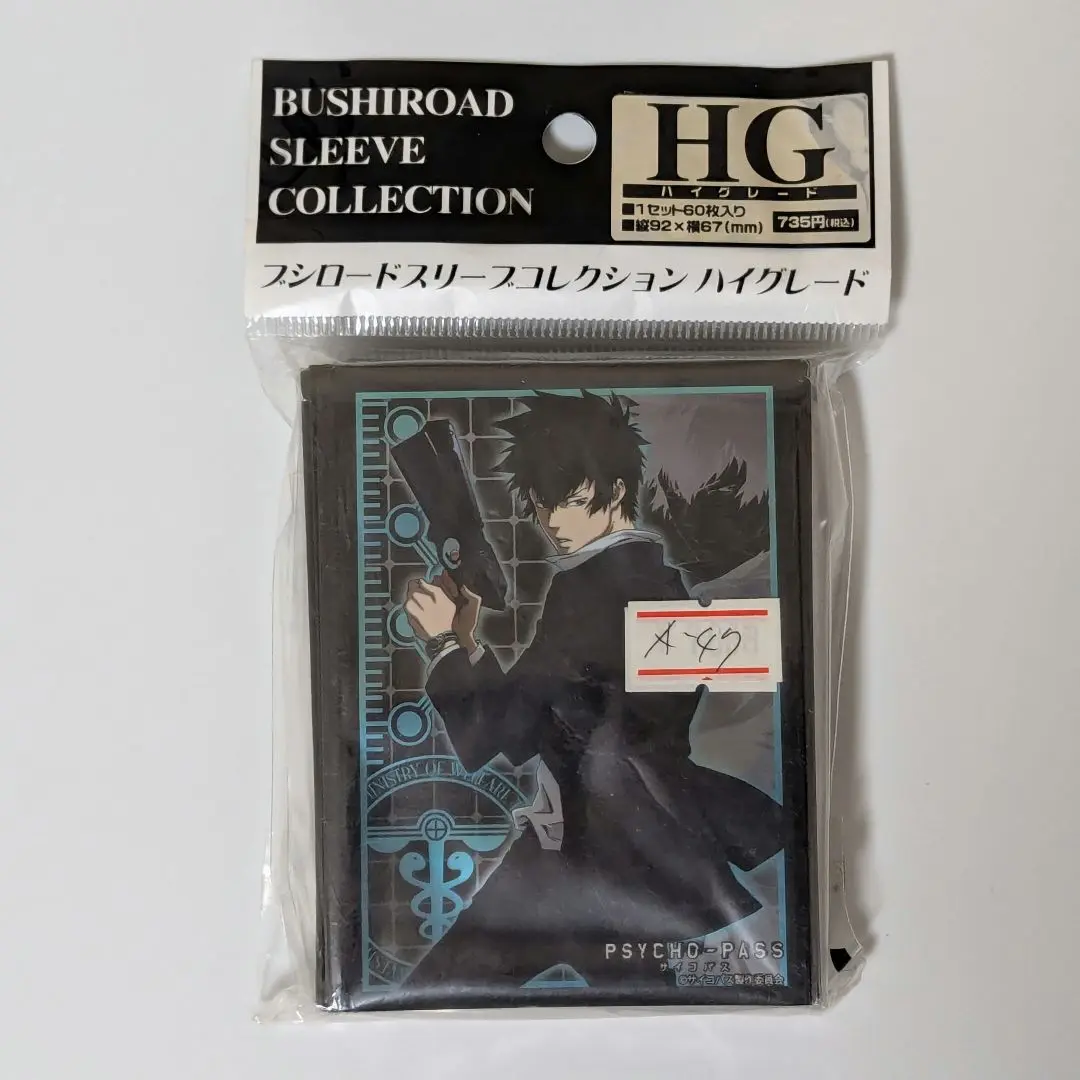 BUSHIROAD
SLEEVE
COLLECTION
HG
ハイグレード
■1セット60枚入り
■縦92×横67(mm)
735円(税込)
ブシロードスリーブコレクション ハイグレード
A-47
MINISTRY OF WELFARE
PSYCHO-PASS
サイコパス
©サイコパス製作委員会